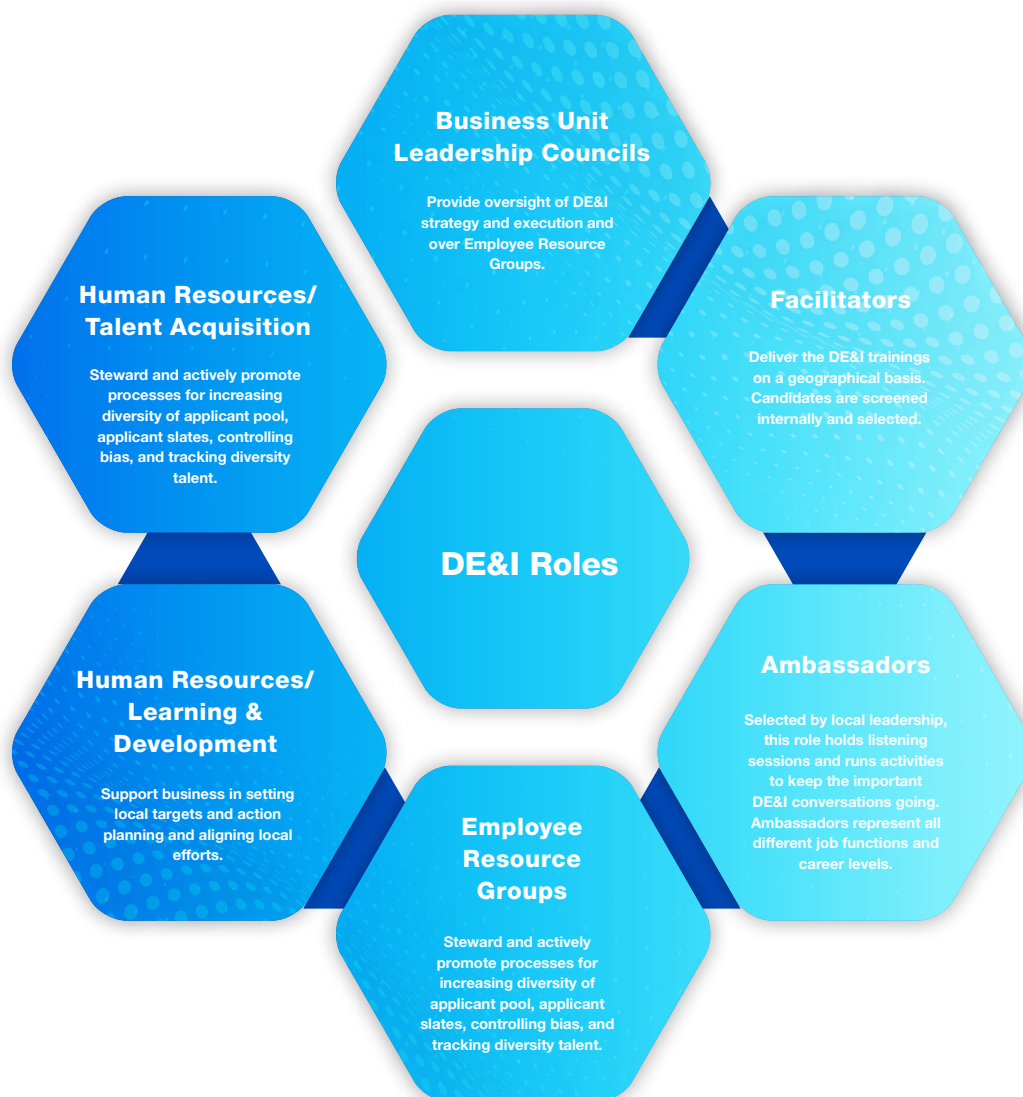 Business Unit
Leadership Councils
Provide oversight of DE&I
strategy and execution and
over Employee Resource
Groups.
Human Resources/
Talent Acquisition
Steward and actively promote
processes for increasing
diversity of applicant pool,
applicant slates, controlling
bias, and tracking diversity
talent.
Facilitators
Deliver the DE&I trainings
on a geographical basis.
Candidates are screened
internally and selected.
DE&I Roles
Human Resources/
Learning &
Development
Support business in setting
local targets and action
planning and aligning local
efforts.
Ambassadors
Selected by local leadership,
this role holds listening
sessions and runs activities
to keep the important
DE&I conversations going.
Ambassadors represent all
different job functions and
career levels.
Employee
Resource
Groups
Steward and actively
promote processes for
increasing diversity of
applicant pool, applicant
slates, controlling bias, and
tracking diversity talent.